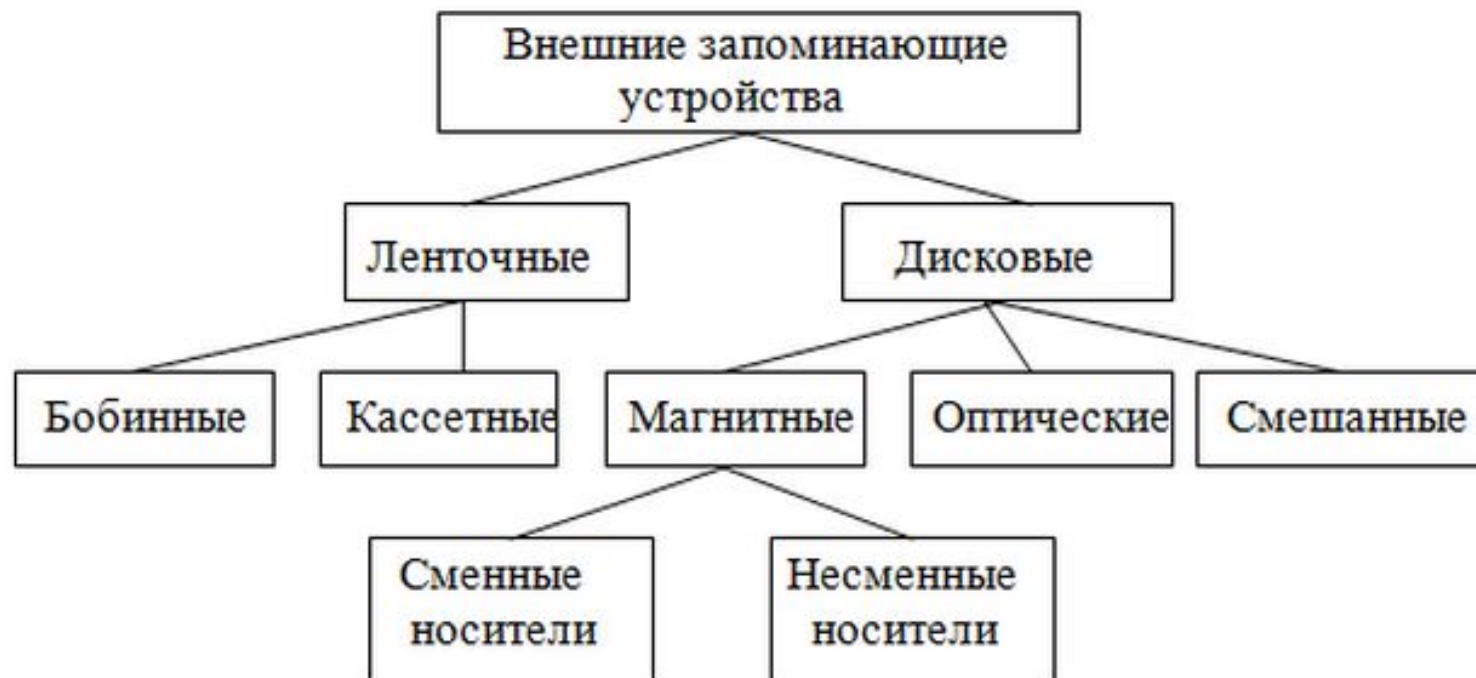 Внешние запоминающие
устройства
Ленточные
Дисковые
Бобинные
Кассетные
Магнитные
Оптические
Смешанные
Сменные
носители
Несменные
носители